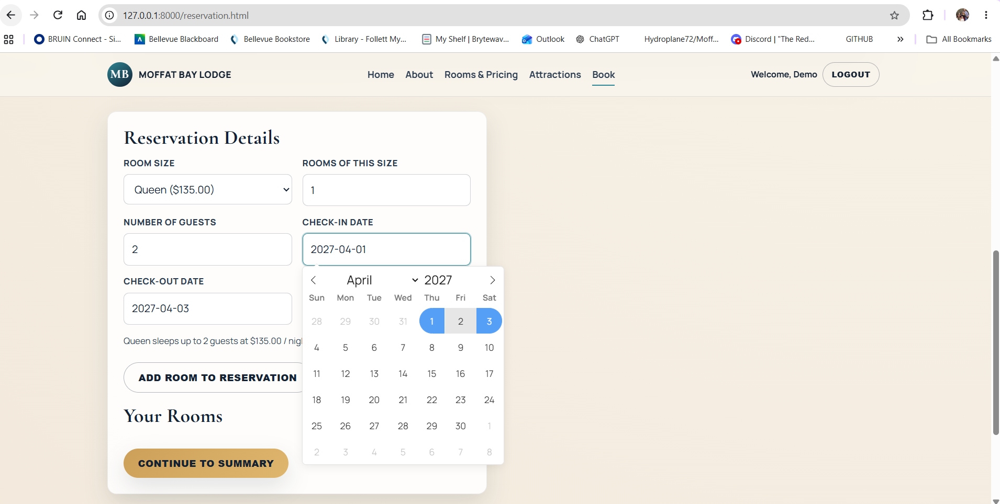 127.0.0.1:8000/reservation.html
BRUIN Connect - Si... Bellevue Blackboard Bellevue Bookstore Library - Follett My... My Shelf | Brytewav... Outlook ChatGPT Hydroplane72/Moff... Discord | "The Red... GITHUB » All Bookmarks
MB MOFFAT BAY LODGE Home About Rooms & Pricing Attractions Book Welcome, Demo LOGOUT
Reservation Details
ROOM SIZE ROOMS OF THIS SIZE
Queen ($135.00) 1
NUMBER OF GUESTS CHECK-IN DATE
2 2027-04-01
CHECK-OUT DATE
2027-04-03
Queen sleeps up to 2 guests at $135.00 / nigh
ADD ROOM TO RESERVATION
Your Rooms
CONTINUE TO SUMMARY
April 2027
Sun Mon Tue Wed Thu Fri Sat
28 29 30 31 1 2 3
4 5 6 7 8 9 10
11 12 13 14 15 16 17
18 19 20 21 22 23 24
25 26 27 28 29 30 1
2 3 4 5 6 7 8